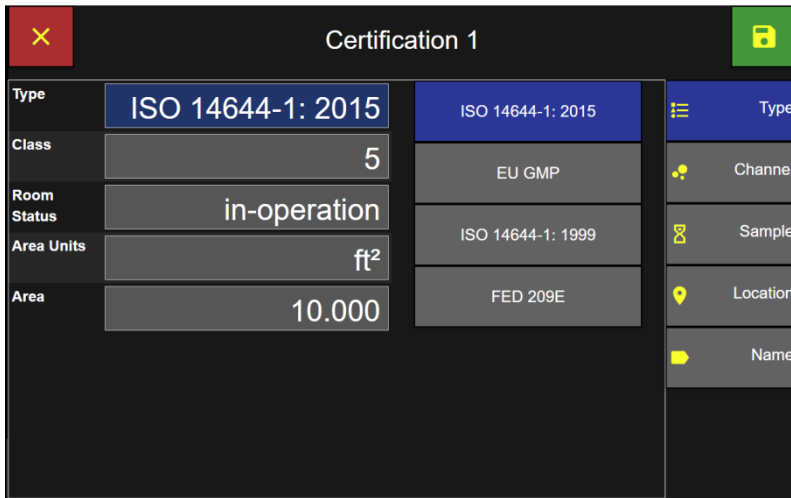 Certification 1
Type
ISO 14644-1: 2015
Class
5
Room
Status
in-operation
Area Units
ft²
Area
10.000
ISO 14644-1: 2015
EU GMP
ISO 14644-1: 1999
FED 209E
Type
Channe
Sample
Location
Name